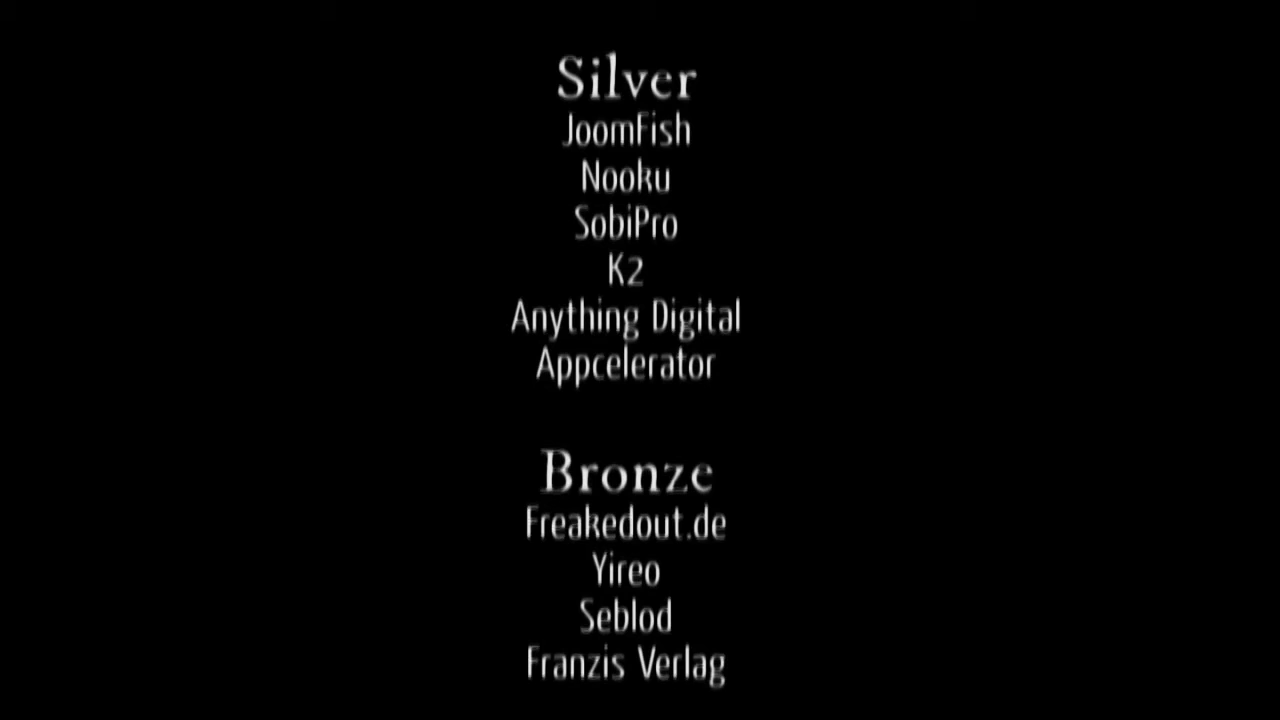 Silver
JoomFish
Nooku
SobiPro
K2
Anything Digital
Appcelerator
Bronze
Freakedout.de
Yireo
Seblod
Franzis Verlag